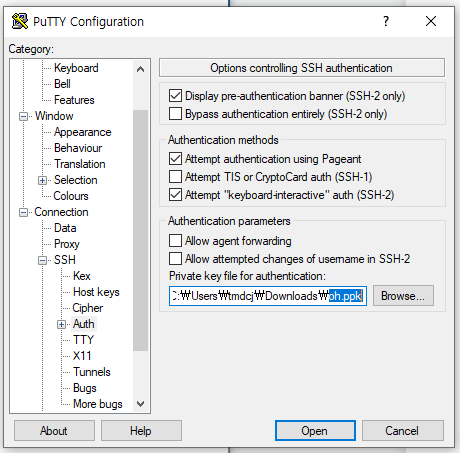 PuTTY Configuration
?
Category:
Keyboard
Bell
Features
Window
Appearance
Behaviour
Translation
Selection
Colours
Connection
Data
Proxy
SSH
Kex
Host keys
Cipher
Auth
TTY
X11
Tunnels
Bugs
More bugs
Options controlling SSH authentication
Display pre-authentication banner (SSH-2 only)
Bypass authentication entirely (SSH-2 only)
Authentication methods
Attempt authentication using Pageant
Attempt TIS or CryptoCard auth (SSH-1)
Attempt "keyboard-interactive" auth (SSH-2)
Authentication parameters
Allow agent forwarding
Allow attempted changes of username in SSH-2
Private key file for authentication:
C:₩Users₩tmdcj₩Downloads₩oh.ppk
Browse...
About
Help
Open
Cancel